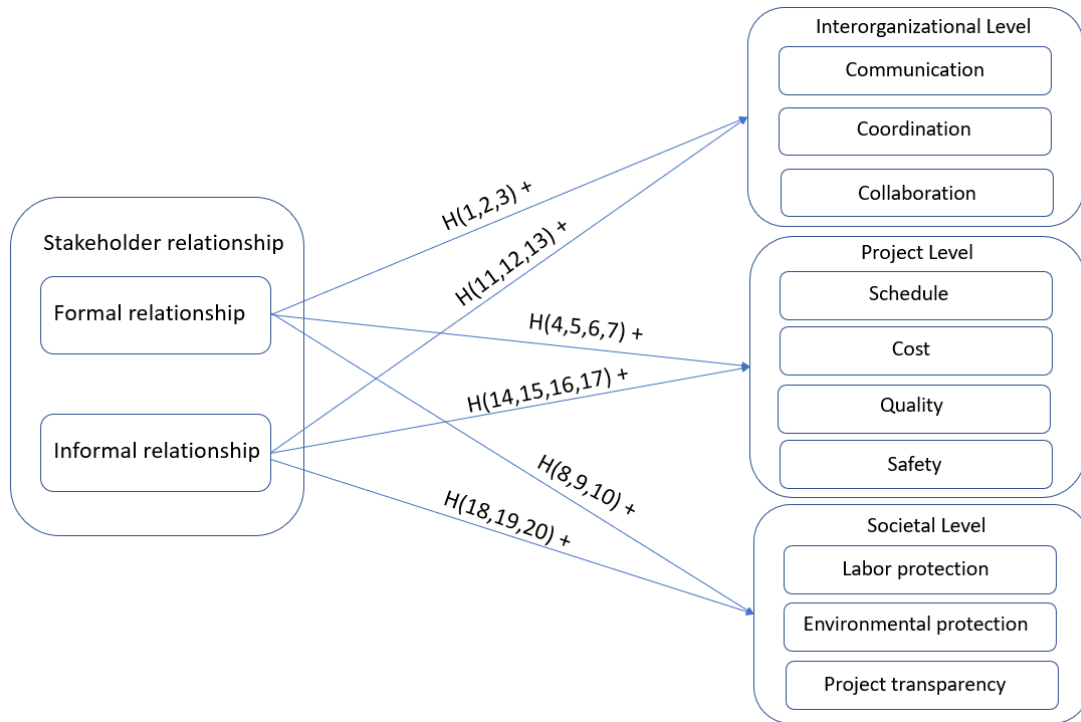 Stakeholder relationship
Formal relationship
Informal relationship
H(1,2,3) +
H(11,12,13) +
H(4,5,6,7) +
H(14,15,16,17) +
H(8,9,10) +
H(18,19,20) +
Interorganizational Level
Communication
Coordination
Collaboration
Project Level
Schedule
Cost
Quality
Safety
Societal Level
Labor protection
Environmental protection
Project transparency